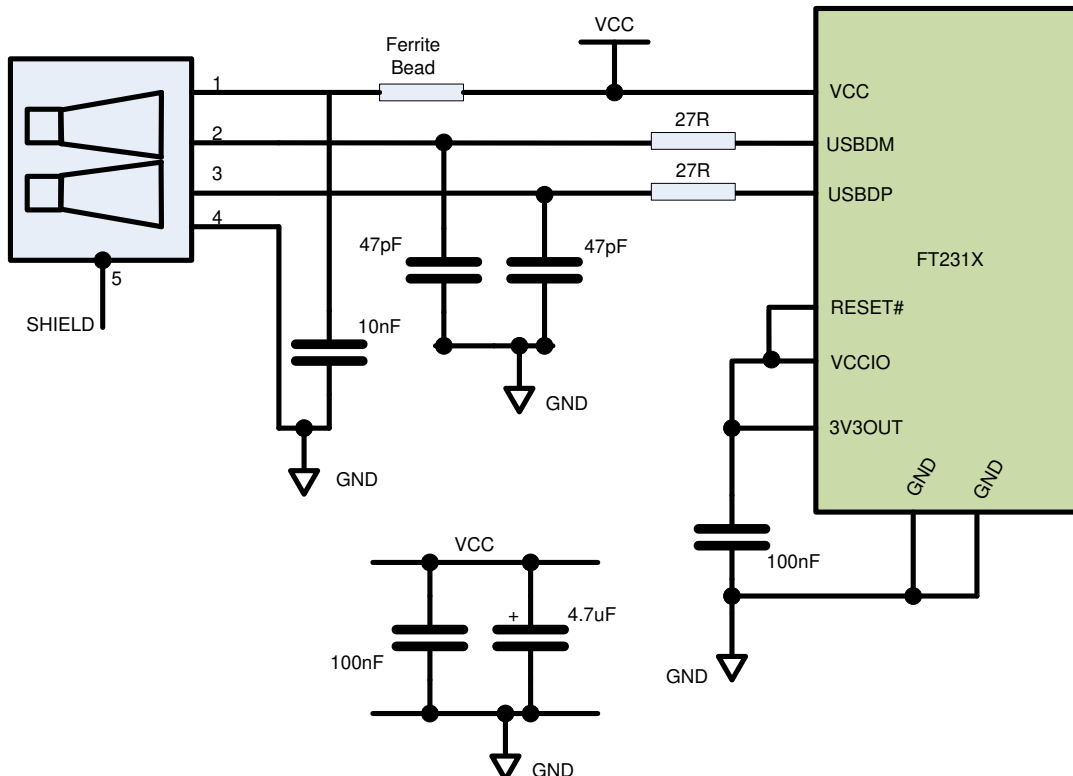 VCC
Ferrite
Bead
1
VCC
27R
2
USBDM
27R
3
USBDP
4
47pF
47pF
FT231X
5
SHIELD
10nF
RESET#
VCCIO
GND
3V3OUT
GND
GND
GND
VCC
100nF
4.7uF
+
100nF
GND
GND